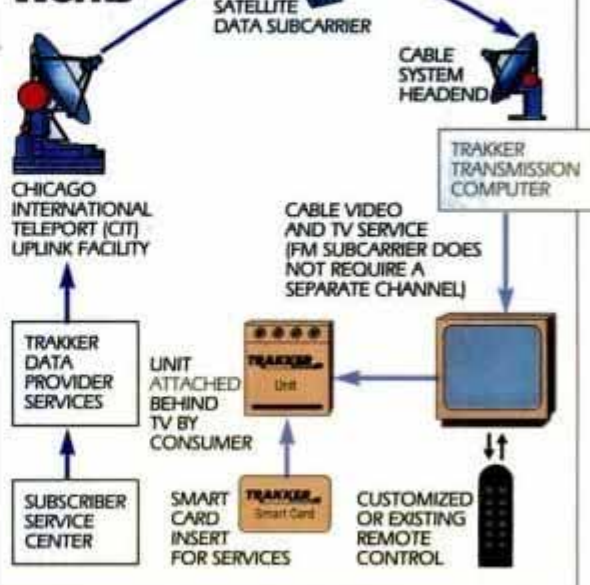 Works
SATELLITE
DATA SUBCARRIER
CABLE
SYSTEM
HEADEND
TRAKKER
TRANSMISSION
COMPUTER
CHICAGO
INTERNATIONAL
TELEPORT (CIT)
UPLINK FACILITY
CABLE VIDEO
AND TV SERVICE
(FM SUBCARRIER DOES
NOT REQUIRE A
SEPARATE CHANNEL)
TRAKKER
DATA
PROVIDER
SERVICES
UNIT
ATTACHED
BEHIND
TV BY
CONSUMER
TRAKKER
Unit
SUBSCRIBER
SERVICE
CENTER
SMART
CARD
INSERT
FOR SERVICES
TRAKKER
Smart Card
CUSTOMIZED
OR EXISTING
REMOTE
CONTROL